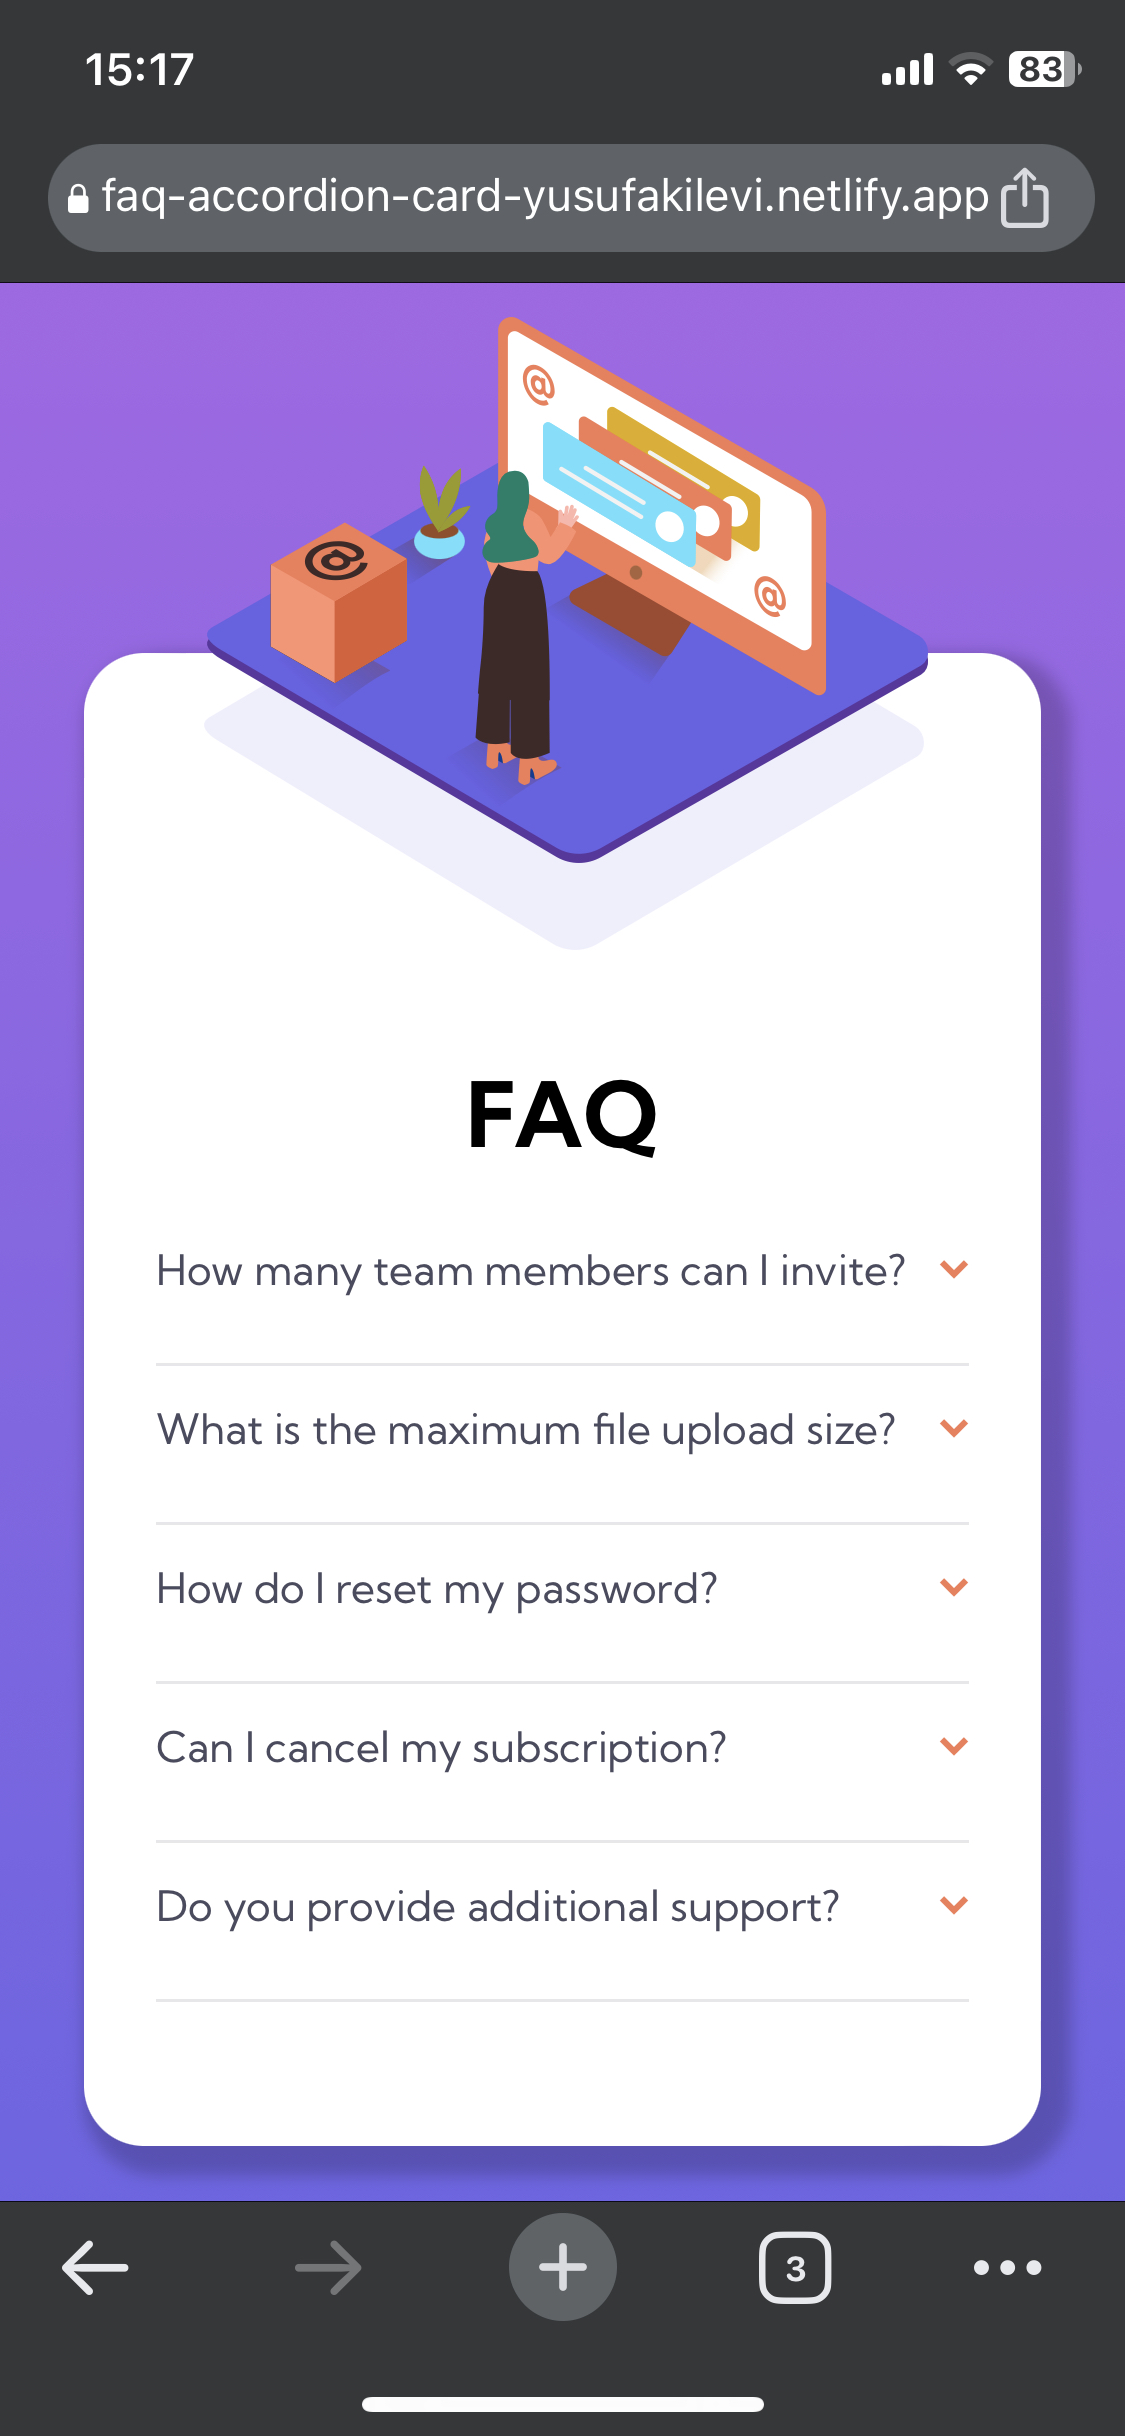 15:17
83
faq-accordion-card-yusufakilevi.netlify.app
@
@
@
FAQ
How many team members can I invite?
What is the maximum file upload size?
How do I reset my password?
Can I cancel my subscription?
Do you provide additional support?
3